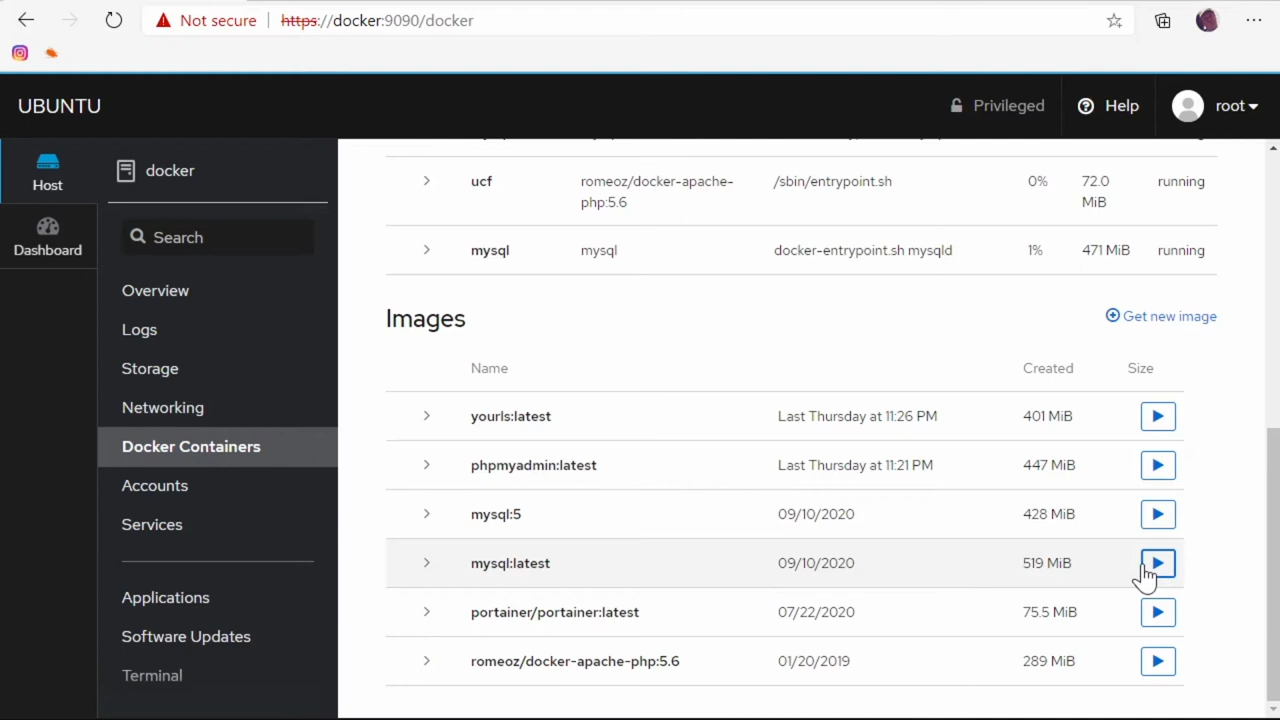 Not secure | https://docker:9090/docker
UBUNTU
Privileged
Help
root
Host
Dashboard
docker
Search
Overview
Logs
Storage
Networking
Docker Containers
Accounts
Services
Applications
Software Updates
Terminal
ucf romeoz/docker-apache- /sbin/entrypoint.sh 0% 72.0 running
php:5.6 MiB
mysql mysql docker-entrypoint.sh mysqld 1% 471 MiB running
Images
Get new image
Name Created Size
yourls:latest Last Thursday at 11:26 PM 401 MiB
phpmyadmin:latest Last Thursday at 11:21 PM 447 MiB
mysql:5 09/10/2020 428 MiB
mysql:latest 09/10/2020 519 MiB
portainer/portainer:latest 07/22/2020 75.5 MiB
romeoz/docker-apache-php:5.6 01/20/2019 289 MiB